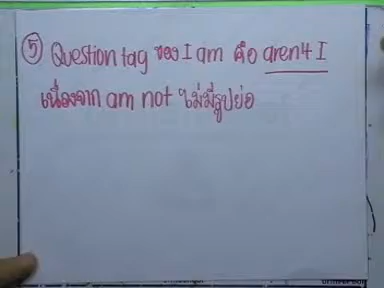 ⑤ Question tag ของ I am คือ aren't I
เนื่องจาก am not ไม่มีรูปย่อ